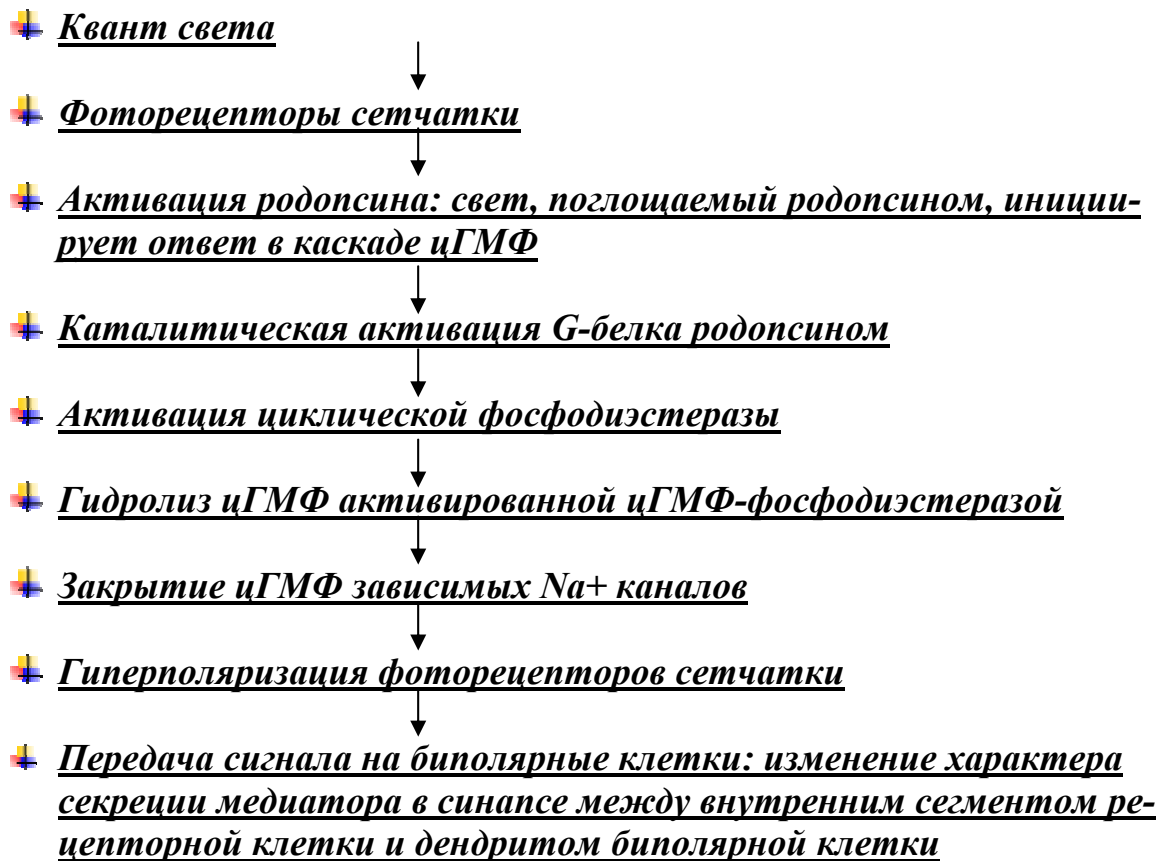 Квант света
Фоторецепторы сетчатки
Активация родопсина: свет, поглощаемый родопсином, иниции-
рует ответ в каскаде цГМФ
Каталитическая активация G-белка родопсином
Активация циклической фосфодиэстеразы
Гидролиз цГМФ активированной цГМФ-фосфодиэстеразой
Закрытие цГМФ зависимых Na+ каналов
Гиперполяризация фоторецепторов сетчатки
Передача сигнала на биполярные клетки: изменение характера
секреции медиатора в синапсе между внутренним сегментом ре-
цепторной клетки и дендритом биполярной клетки